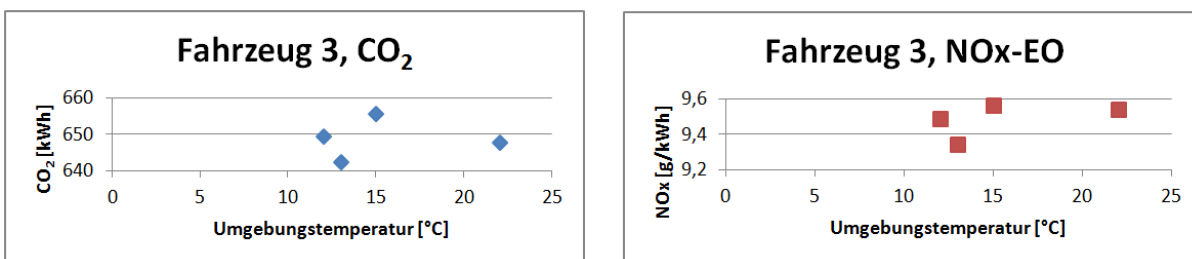 Fahrzeug 3, CO₂
660
650
640
0 5 10 15 20 25
CO₂ [kWh]
Umgebungstemperatur [°C]
Fahrzeug 3, NOx-EO
9,6
9,4
9,2
0 5 10 15 20 25
NOx [g/kWh]
Umgebungstemperatur [°C]